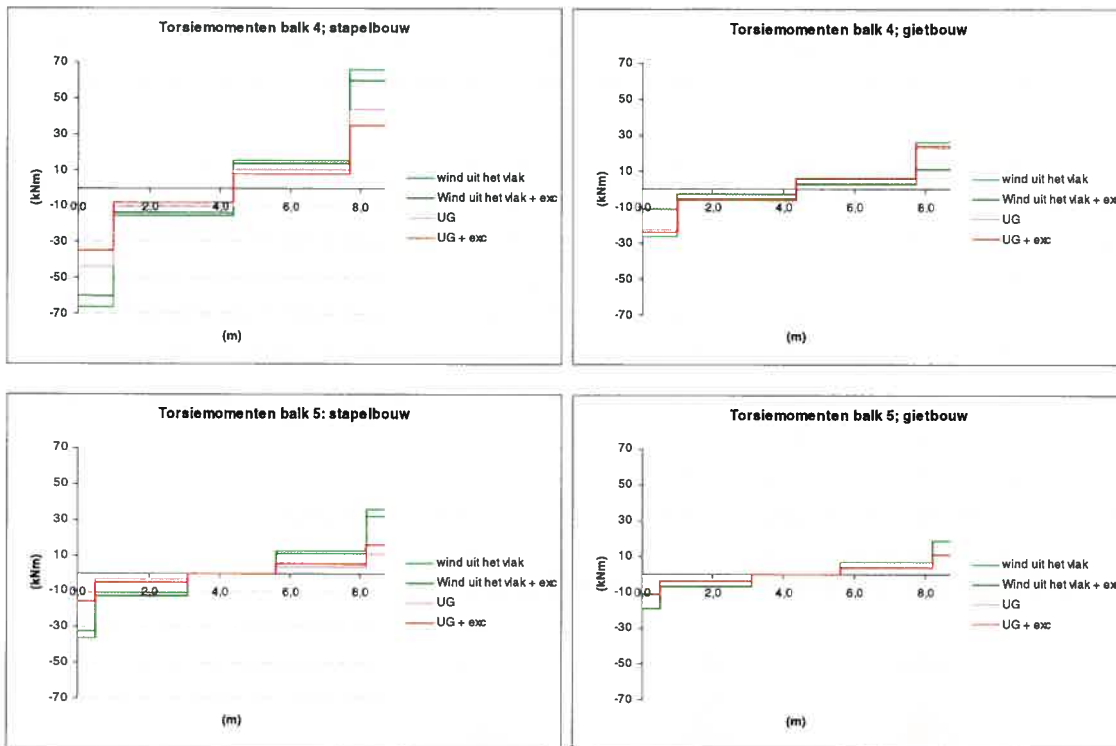 Torsiemomenten balk 4; stapelbouw
70
50
30
10
-10
-30
-50
-70
(kNm)
0,0
2,0
4,0
6,0
8,0
(m)
wind uit het vlak
Wind uit het vlak + exc
UG
UG + exc
Torsiemomenten balk 4; gietbouw
70
50
30
10
-10
-30
-50
-70
(kNm)
0,0
2,0
4,0
6,0
8,0
(m)
wind uit het vlak
Wind uit het vlak + exc
UG
UG + exc
Torsiemomenten balk 5: stapelbouw
70
50
30
10
-10
-30
-50
-70
(kNm)
0,0
2,0
4,0
6,0
8,0
(m)
wind uit het vlak
Wind uit het vlak + exc
UG
UG + exc
Torsiemomenten balk 5; gietbouw
70
50
30
10
-10
-30
-50
-70
(kNm)
0,0
2,0
4,0
6,0
8,0
(m)
wind uit het vlak
Wind uit het vlak + exc
UG
UG + exc